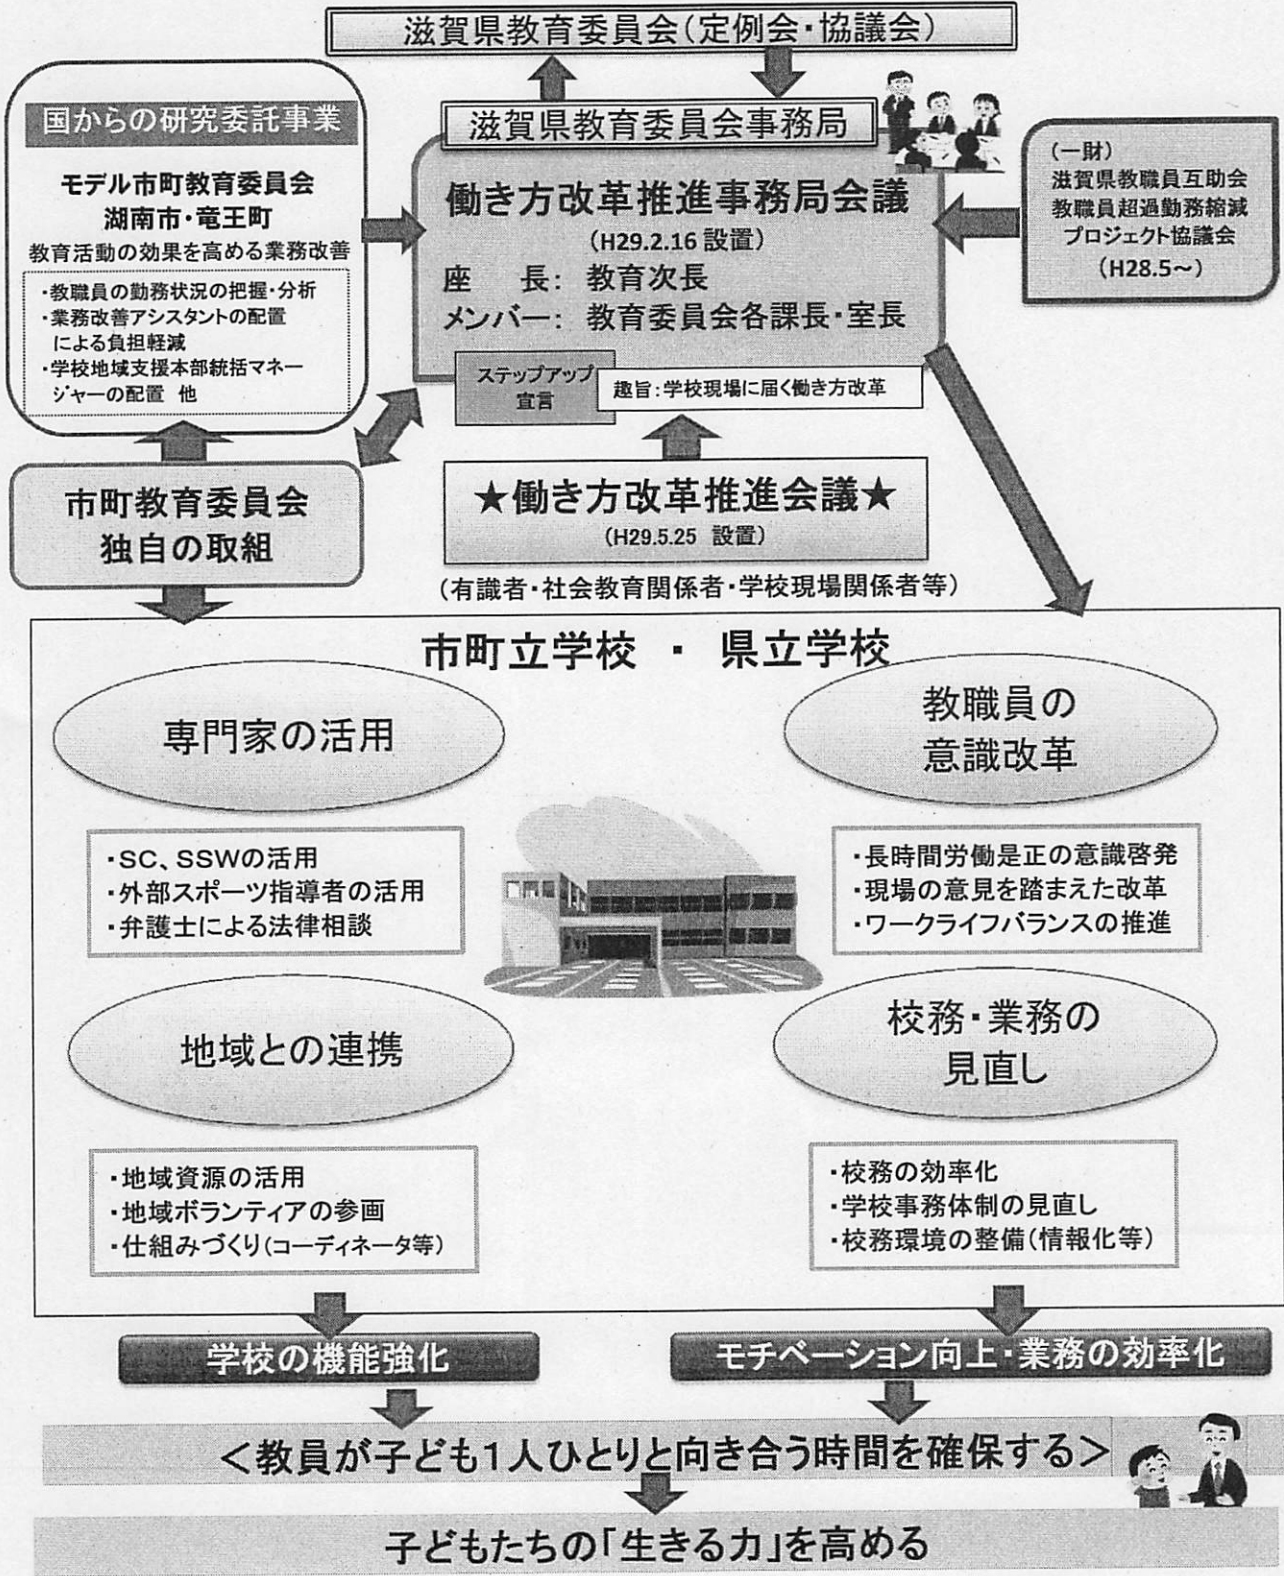 滋賀県教育委員会(定例会・協議会)
滋賀県教育委員会事務局
国からの研究委託事業
モデル市町教育委員会
湖南市・竜王町
教育活動の効果を高める業務改善
・教職員の勤務状況の把握・分析
・業務改善アシスタントの配置
による負担軽減
・学校地域支援本部統括マネー
ジャーの配置 他
働き方改革推進事務局会議
(H29.2.16 設置)
座 長: 教育次長
メンバー: 教育委員会各課長・室長
ステップアップ
宣言
趣旨:学校現場に届く働き方改革
(一財)
滋賀県教職員互助会
教職員超過勤務縮減
プロジェクト協議会
(H28.5~)
市町教育委員会
独自の取組
★働き方改革推進会議★
(H29.5.25 設置)
(有識者・社会教育関係者・学校現場関係者等)
市町立学校 ・ 県立学校
専門家の活用
・SC、SSWの活用
・外部スポーツ指導者の活用
・弁護士による法律相談
教職員の
意識改革
・長時間労働是正の意識啓発
・現場の意見を踏まえた改革
・ワークライフバランスの推進
地域との連携
・地域資源の活用
・地域ボランティアの参画
・仕組みづくり(コーディネータ等)
校務・業務の
見直し
・校務の効率化
・学校事務体制の見直し
・校務環境の整備(情報化等)
学校の機能強化
モチベーション向上・業務の効率化
<教員が子ども1人ひとりと向き合う時間を確保する>
子どもたちの「生きる力」を高める